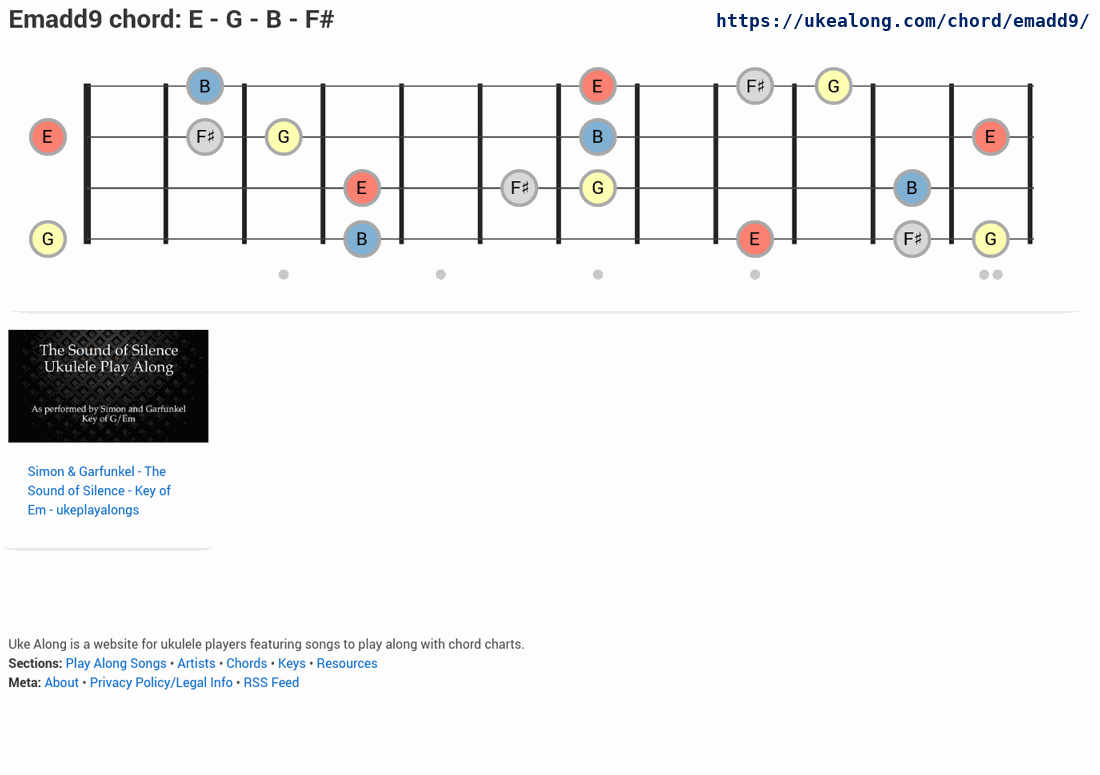 Emadd9 chord: E - G - B - F#
https://ukealong.com/chord/emadd9/
B E F♯ G
E F♯ G B E
E F♯ G B
G B E F♯ G
The Sound of Silence
Ukulele Play Along
As performed by Simon and Garfunkel
Key of G/Em
Simon & Garfunkel - The
Sound of Silence - Key of
Em - ukeplayalongs
Uke Along is a website for ukulele players featuring songs to play along with chord charts.
Sections: Play Along Songs • Artists • Chords • Keys • Resources
Meta: About • Privacy Policy/Legal Info • RSS Feed